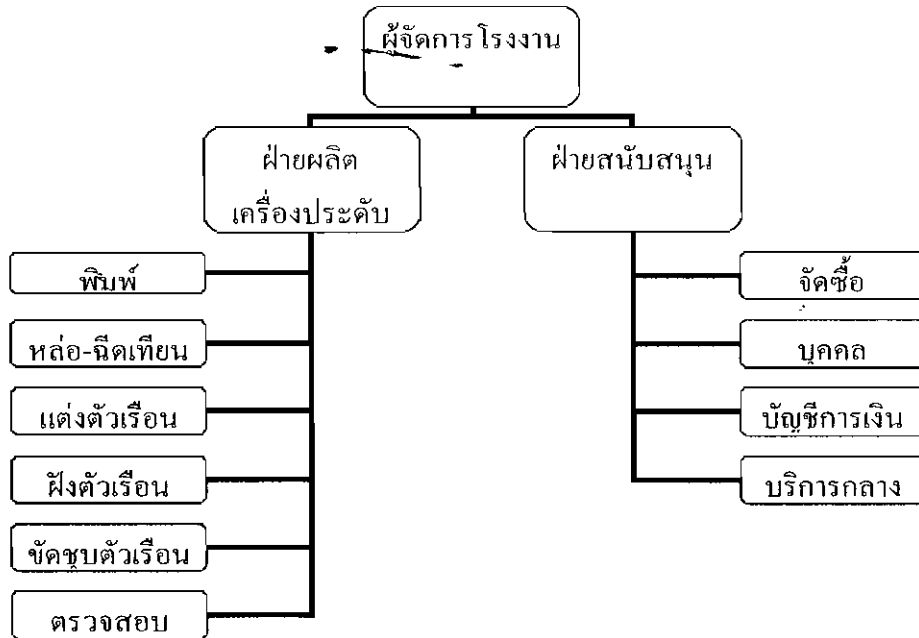 ผู้จัดการโรงงาน
ฝ่ายผลิต
เครื่องประดับ
ฝ่ายสนับสนุน
พิมพ์
หล่อ-ฉีดเทียน
แต่งตัวเรือน
ฝังตัวเรือน
ขัดชุบตัวเรือน
ตรวจสอบ
จัดซื้อ
บุคคล
บัญชีการเงิน
บริการกลาง